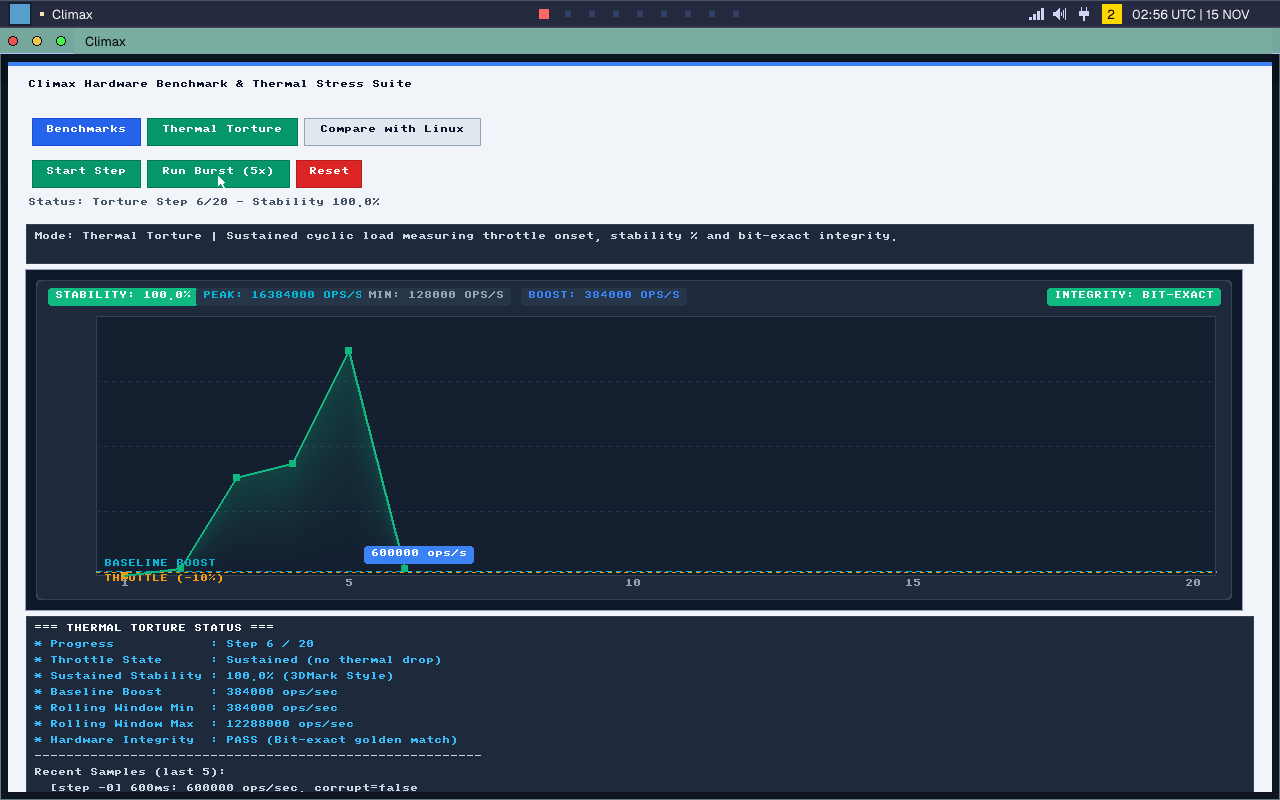 Climax
2
02:56 UTC | 15 NOV
Climax
Climax Hardware Benchmark & Thermal Stress Suite
Benchmarks
Thermal Torture
Compare with Linux
Start Step
Run Burst (5x)
Reset
Status: Torture Step 6/20 - Stability 100.0%
Mode: Thermal Torture | Sustained cyclic load measuring throttle onset, stability % and bit-exact integrity.
STABILITY: 100.0%
PEAK: 16384000 OPS/S
MIN: 128000 OPS/S
BOOST: 384000 OPS/S
INTEGRITY: BIT-EXACT
600000 ops/s
BASELINE BOOST
THROTTLE (-10%)
1
5
10
15
20
=== THERMAL TORTURE STATUS ===
* Progress : Step 6 / 20
* Throttle State : Sustained (no thermal drop)
* Sustained Stability : 100.0% (3DMark Style)
* Baseline Boost : 384000 ops/sec
* Rolling Window Min : 384000 ops/sec
* Rolling Window Max : 12288000 ops/sec
* Hardware Integrity : PASS (Bit-exact golden match)
--------------------------------------------------------
Recent Samples (last 5):
[step -0] 600ms: 600000 ops/sec, corrupt=false